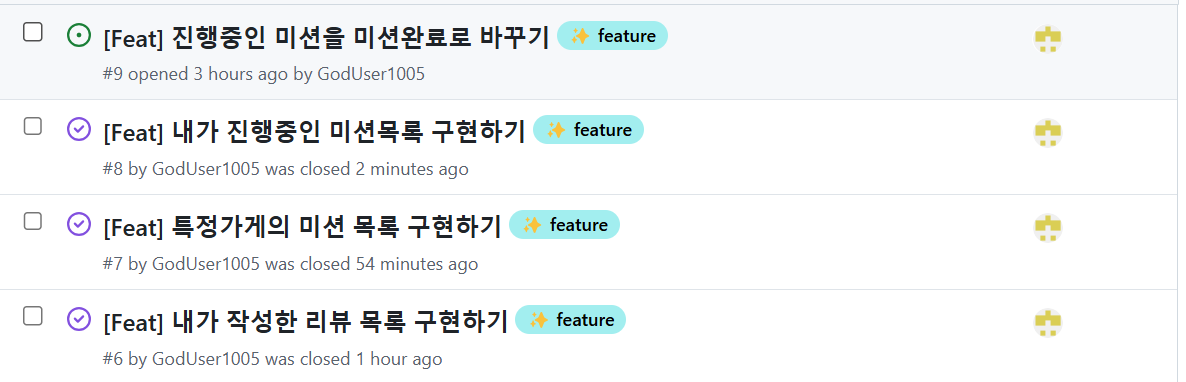 [Feat] 진행중인 미션을 미션완료로 바꾸기 ✨ feature
#9 opened 3 hours ago by GodUser1005
[Feat] 내가 진행중인 미션목록 구현하기 ✨ feature
#8 by GodUser1005 was closed 2 minutes ago
[Feat] 특정가게의 미션 목록 구현하기 ✨ feature
#7 by GodUser1005 was closed 54 minutes ago
[Feat] 내가 작성한 리뷰 목록 구현하기 ✨ feature
#6 by GodUser1005 was closed 1 hour ago